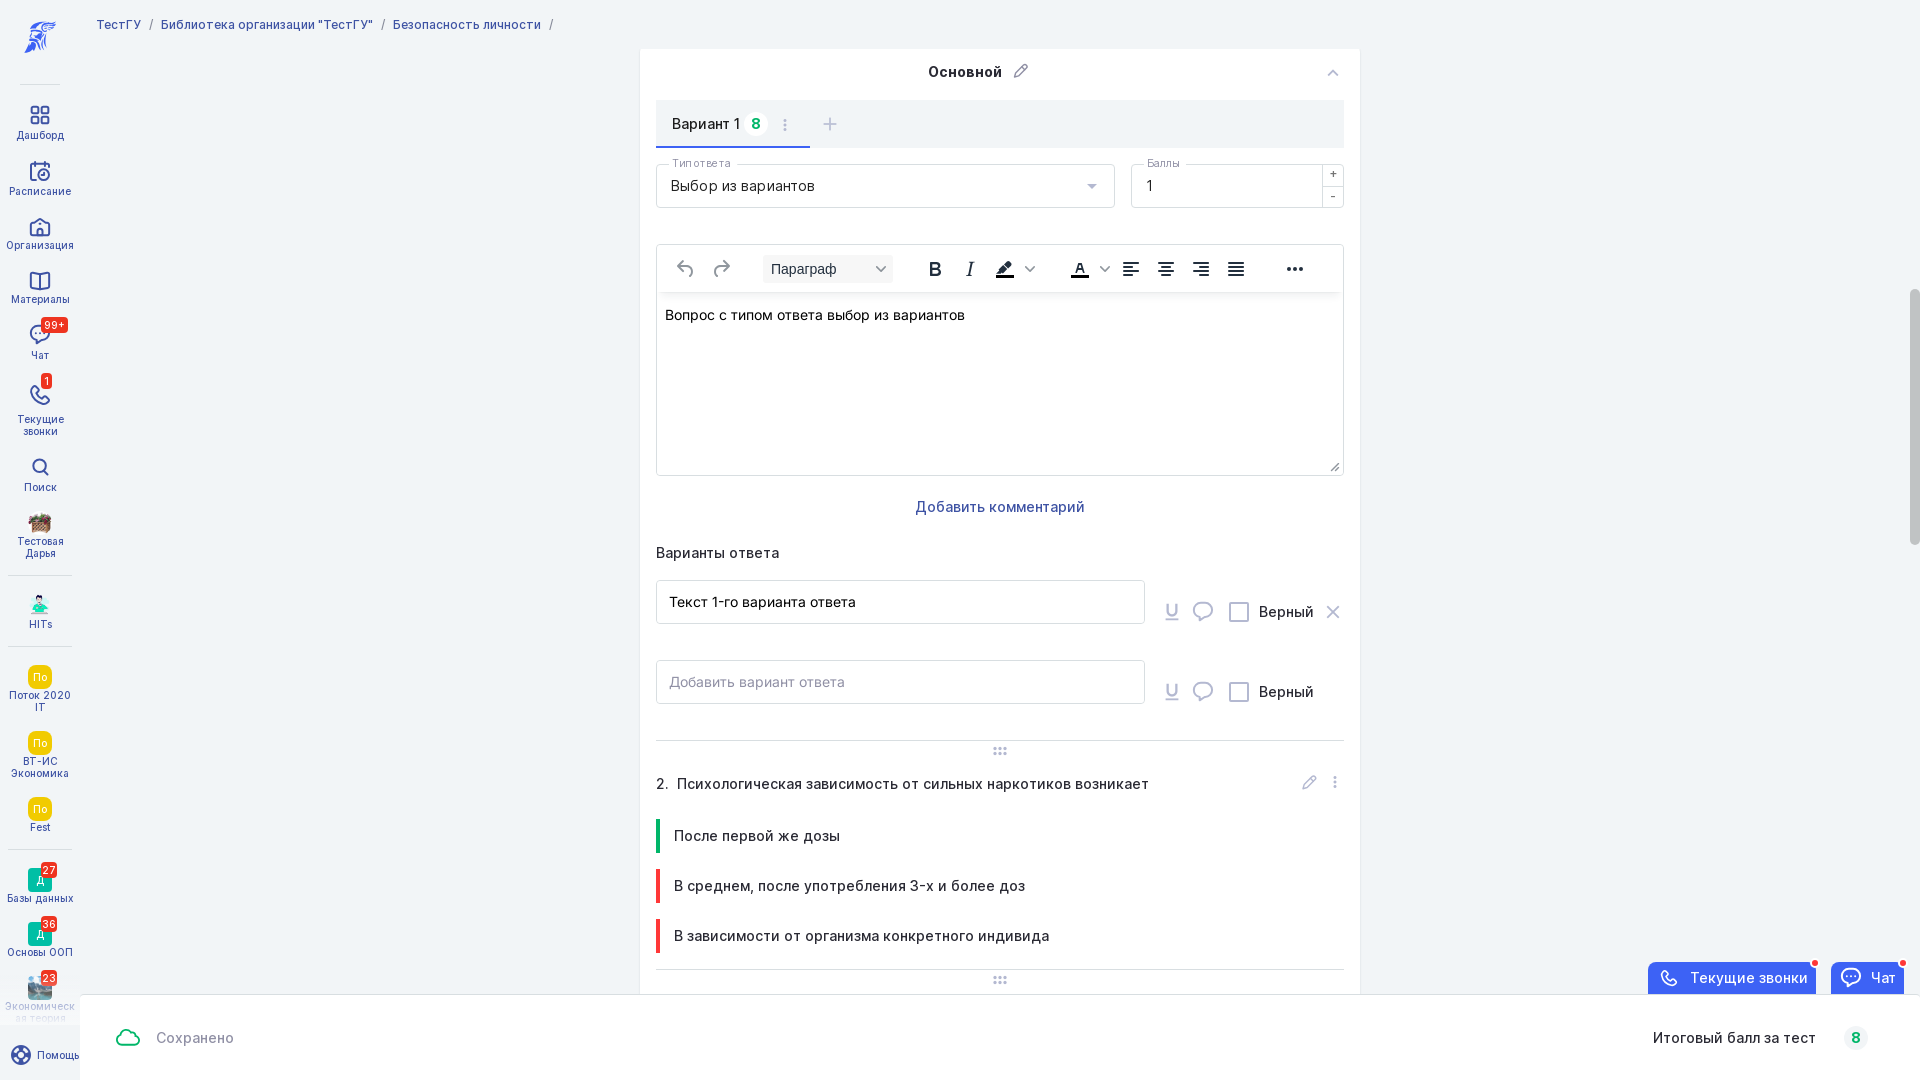 ТестГУ / Библиотека организации "ТестГУ" / Безопасность личности /
Дашборд
Расписание
Организация
Материалы
99+
Чат
1
Текущие
звонки
Поиск
Тестовая
Дарья
HITs
По
Поток 2020
IT
По
ВТ-ИС
Экономика
По
Fest
Д
27
Базы данных
Д
36
Основы ООП
23
Экономическ
ая теория
Помощь
Основной
Вариант 1 8
Тип ответа
Выбор из вариантов
Баллы
1
+
-
Параграф
B I A
Вопрос с типом ответа выбор из вариантов
Добавить комментарий
Варианты ответа
Текст 1-го варианта ответа
Верный
Добавить вариант ответа
Верный
2. Психологическая зависимость от сильных наркотиков возникает
После первой же дозы
В среднем, после употребления 3-х и более доз
В зависимости от организма конкретного индивида
Текущие звонки
Чат
Сохранено
Итоговый балл за тест 8